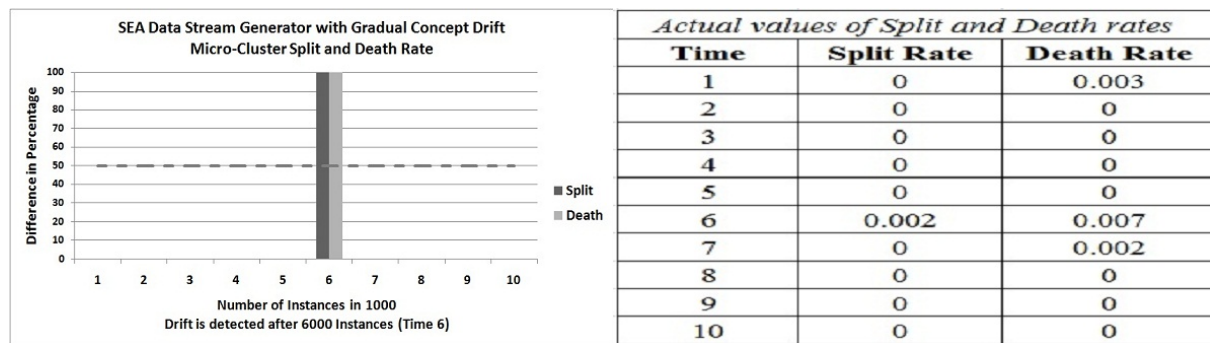 SEA Data Stream Generator with Gradual Concept Drift
Micro-Cluster Split and Death Rate
Difference in Percentage
100
90
80
70
60
50
40
30
20
10
0
1 2 3 4 5 6 7 8 9 10
Split
Death
Number of Instances in 1000
Drift is detected after 6000 Instances (Time 6)
Actual values of Split and Death rates
Time Split Rate Death Rate
1 0 0.003
2 0 0
3 0 0
4 0 0
5 0 0
6 0.002 0.007
7 0 0.002
8 0 0
9 0 0
10 0 0